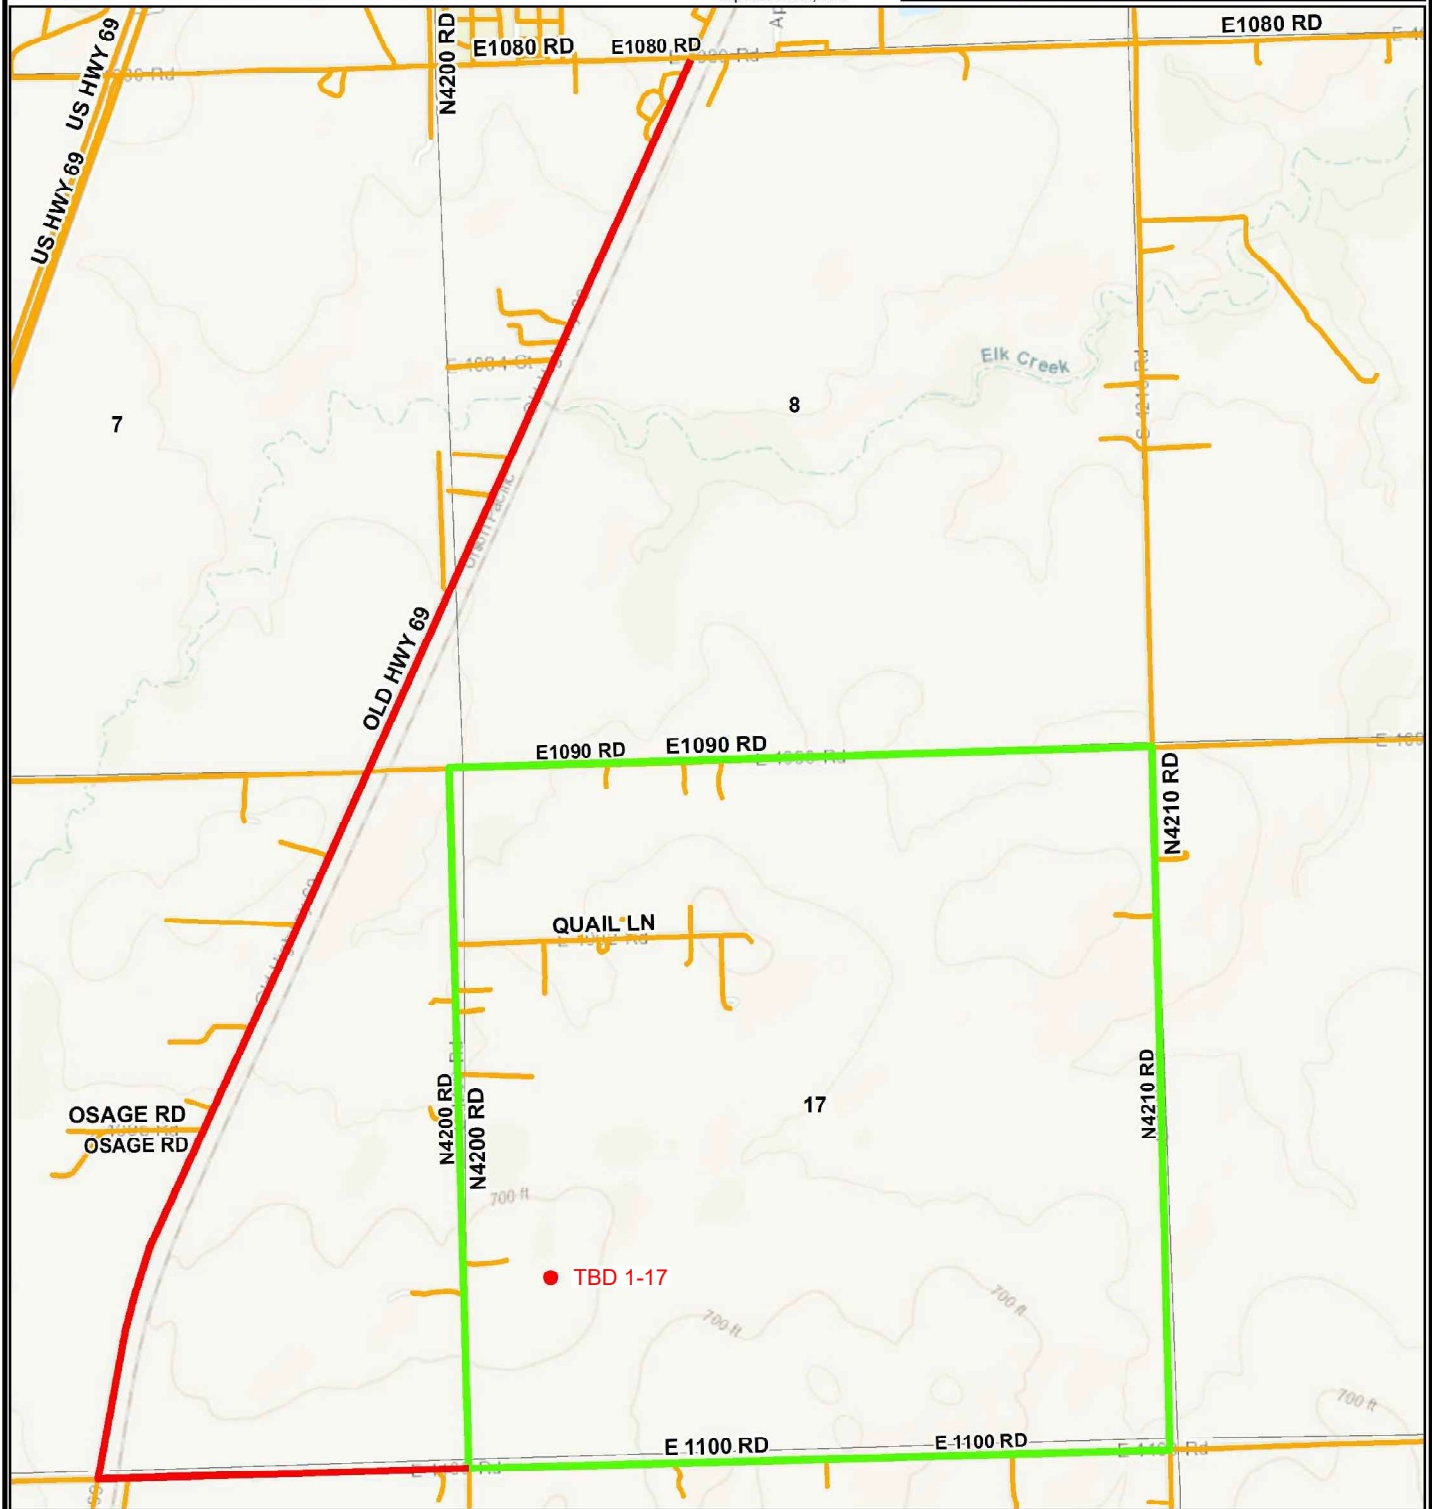 US HWY 69
N4200 RD
E1080 RD
E1080 RD
E1080 RD
US HWY 69
Elk Creek
7
8
Union Pacific
OLD HWY 69
E1090 RD
E1090 RD
N4210 RD
QUAIL LN
N4200 RD
N4200 RD
N4210 RD
17
OSAGE RD
OSAGE RD
700 ft
TBD 1-17
700 ft
700 ft
700 ft
E 1100 RD
E 1100 RD